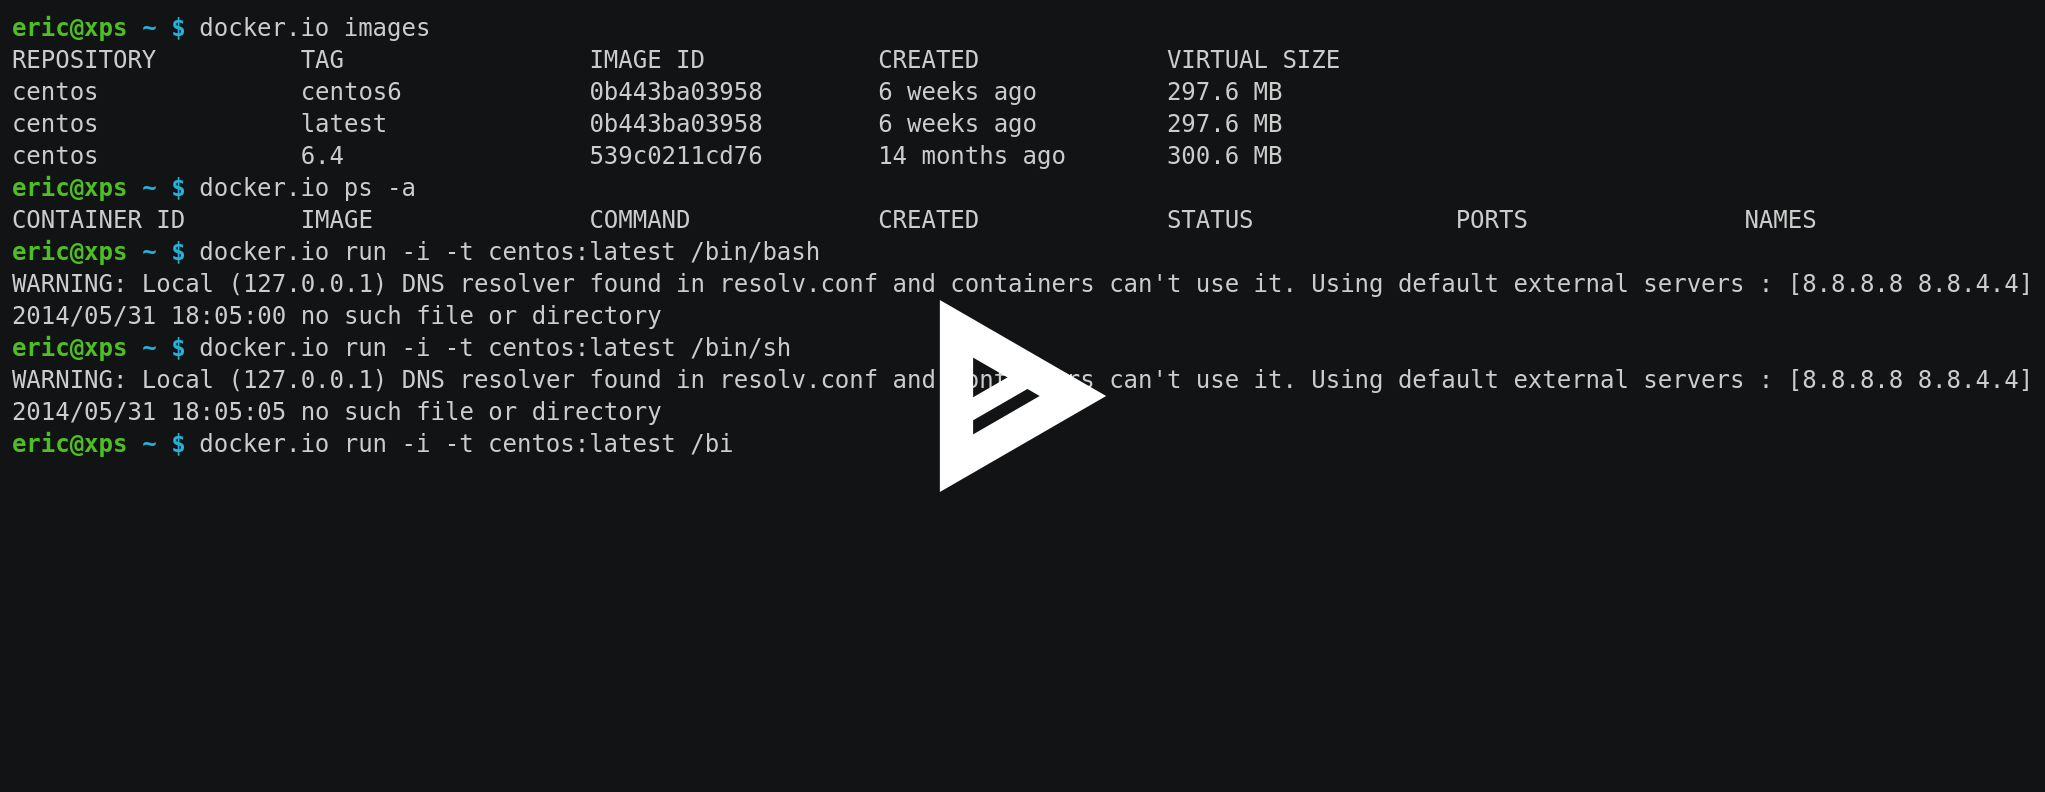 eric@xps ~ $ docker.io images
REPOSITORY          TAG                 IMAGE ID            CREATED             VIRTUAL SIZE
centos              centos6             0b443ba03958        6 weeks ago         297.6 MB
centos              latest              0b443ba03958        6 weeks ago         297.6 MB
centos              6.4                 539c0211cd76        14 months ago       300.6 MB
eric@xps ~ $ docker.io ps -a
CONTAINER ID        IMAGE               COMMAND             CREATED             STATUS              PORTS               NAMES
eric@xps ~ $ docker.io run -i -t centos:latest /bin/bash
WARNING: Local (127.0.0.1) DNS resolver found in resolv.conf and containers can't use it. Using default external servers : [8.8.8.8 8.8.4.4]
2014/05/31 18:05:00 no such file or directory
eric@xps ~ $ docker.io run -i -t centos:latest /bin/sh
WARNING: Local (127.0.0.1) DNS resolver found in resolv.conf and can't use it. Using default external servers : [8.8.8.8 8.8.4.4]
2014/05/31 18:05:05 no such file or directory
eric@xps ~ $ docker.io run -i -t centos:latest /bi